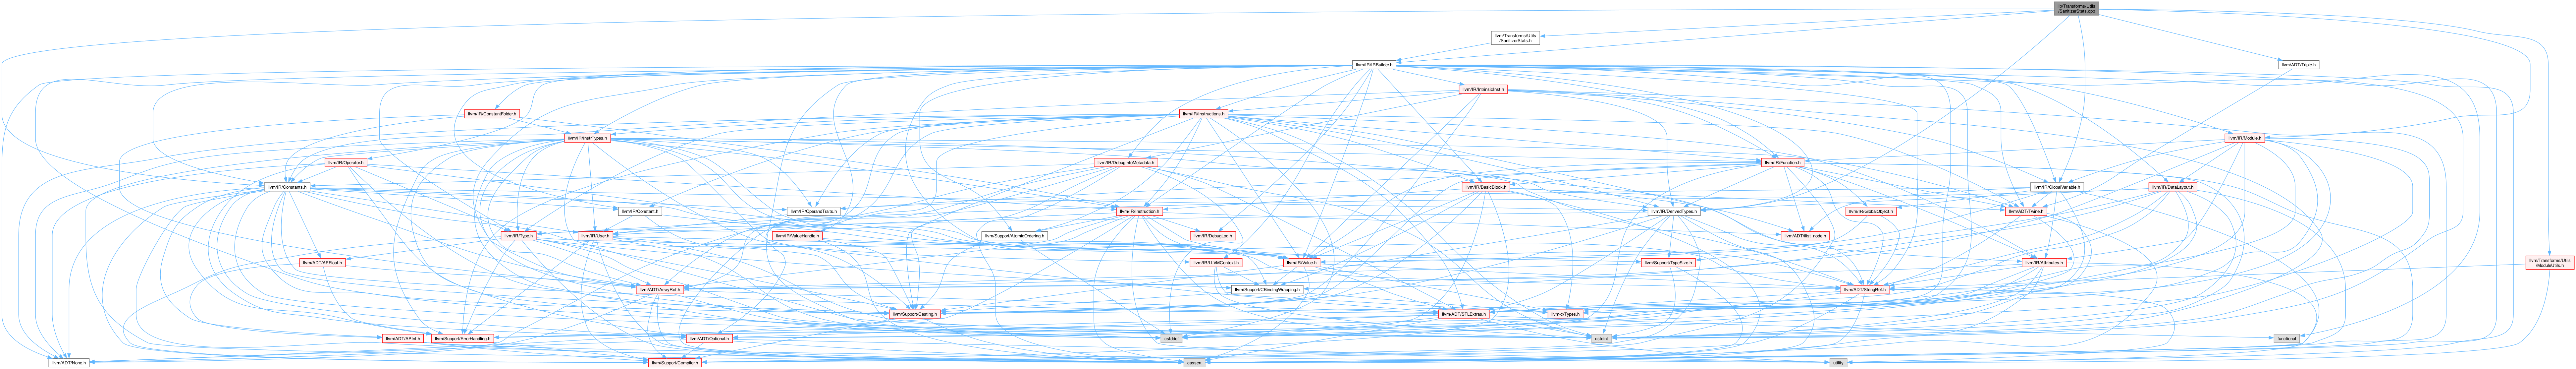 lib/Transforms/Utils
/SanitizerStats.cpp
llvm/Transforms/Utils
/SanitizerStats.h
llvm/IR/IRBuilder.h
llvm/ADT/Triple.h
llvm/IR/IntrinsicInst.h
llvm/IR/ConstantFolder.h
llvm/IR/Instructions.h
llvm/IR/InstrTypes.h
llvm/IR/Module.h
llvm/IR/Operator.h
llvm/IR/DebugInfoMetadata.h
llvm/IR/Function.h
llvm/IR/Constants.h
llvm/IR/BasicBlock.h
llvm/IR/GlobalVariable.h
llvm/IR/DataLayout.h
llvm/IR/Constant.h
llvm/IR/OperandTraits.h
llvm/IR/Instruction.h
llvm/IR/DerivedTypes.h
llvm/IR/GlobalObject.h
llvm/ADT/Twine.h
llvm/IR/Type.h
llvm/IR/User.h
llvm/IR/ValueHandle.h
llvm/Support/AtomicOrdering.h
llvm/IR/DebugLoc.h
llvm/ADT/ilist_node.h
llvm/ADT/APFloat.h
llvm/IR/LLVMContext.h
llvm/IR/Value.h
llvm/Support/TypeSize.h
llvm/IR/Attributes.h
llvm/Transforms/Utils
/ModuleUtils.h
llvm/ADT/ArrayRef.h
llvm/Support/CBindingWrapping.h
llvm/ADT/StringRef.h
llvm/Support/Casting.h
llvm/ADT/STLExtras.h
llvm-c/Types.h
llvm/ADT/APInt.h
llvm/Support/ErrorHandling.h
llvm/ADT/Optional.h
cstddef
cstdint
functional
llvm/ADT/None.h
llvm/Support/Compiler.h
cassert
utility